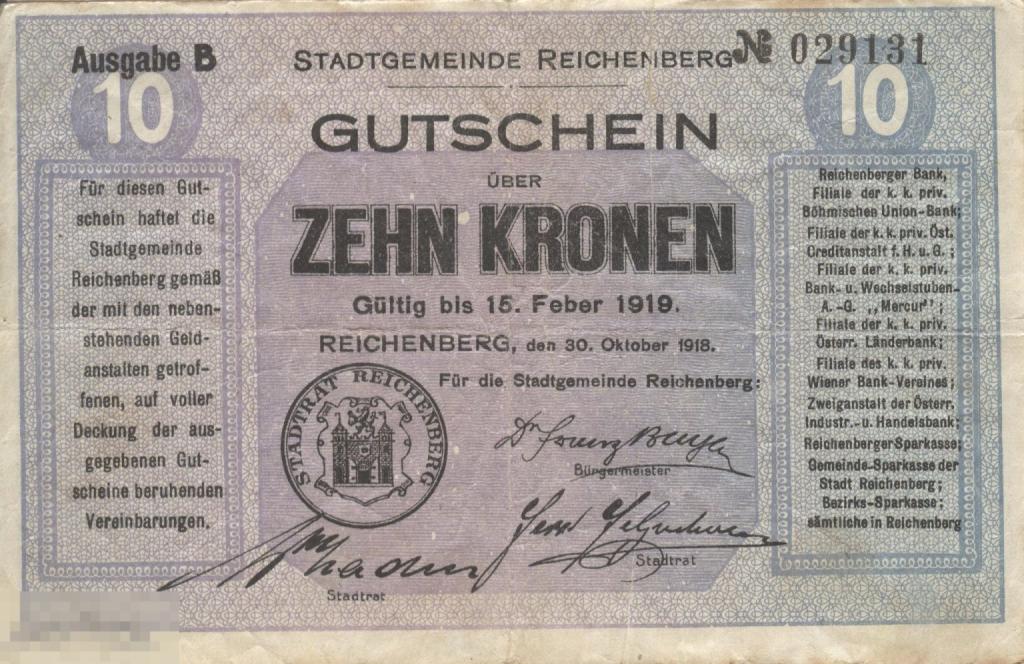 Ausgabe B
10
STADTGEMEINDE REICHENBERG
№ 029131
10
GUTSCHEIN
ÜBER
ZEHN KRONEN
Gültig bis 15. Feber 1919.
REICHENBERG, den 30. Oktober 1918.
Für die Stadtgemeinde Reichenberg:
STADTRAT REICHENBERG
Bürgermeister
Stadtrat
Stadtrat
Für diesen Gut-
schein haftet die
Stadtgemeinde
Reichenberg gemäß
der mit den neben-
stehenden Geld-
anstalten getrof-
fenen, auf voller
Deckung der aus-
gegebenen Gut-
scheine beruhenden
Vereinbarungen.
Reichenberger Bank,
Filiale der k. k. priv.
Böhmischen Union-Bank;
Filiale der k. k. priv. Öst.
Creditanstalt f. H. u. G. ;
Filiale der k. k. priv.
Bank- u. Wechselstuben-
A.-G. „Mercur";
Filiale der k. k. priv.
Österr. Länderbank;
Filiale des k. k. priv.
Wiener Bank-Vereines;
Zweiganstalt der Österr.
Industr.- u. Handelsbank;
Reichenberger Sparkasse;
Gemeinde-Sparkasse der
Stadt Reichenberg;
Bezirks-Sparkasse;
sämtliche in Reichenberg